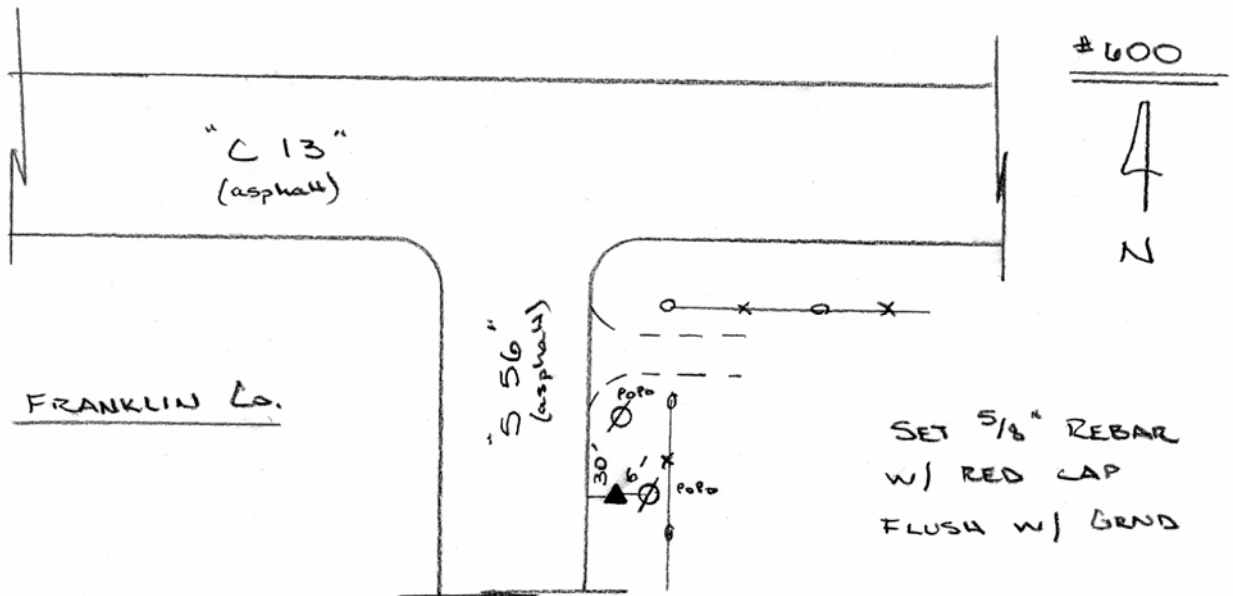 #600
"C 13"
(asphalt)
N
"S 56"
(asphalt)
FRANKLIN Co.
POPO
30'
6'
POPO
SET 5/8" REBAR
W/ RED CAP
FLUSH W/ GRND